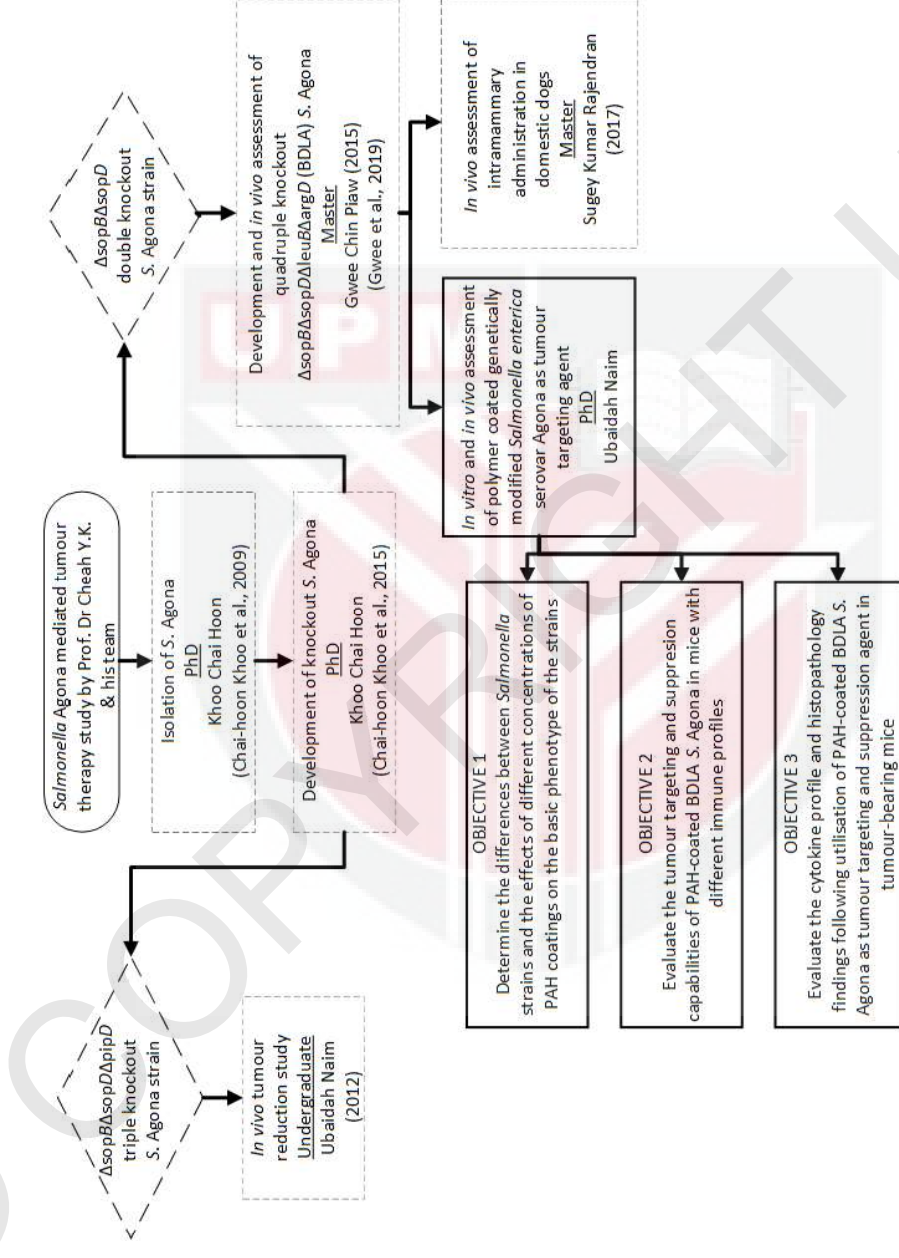 Salmonella Agona mediated tumour
therapy study by Prof. Dr Cheah Y.K.
& his team
Isolation of S. Agona
PhD
Khoo Chai Hoon
(Chai-hoon Khoo et al., 2009)
Development of knockout S. Agona
PhD
Khoo Chai Hoon
(Chai-hoon Khoo et al., 2015)
ΔsopBΔsopDΔpipD
triple knockout
S. Agona strain
In vivo tumour
reduction study
Undergraduate
Ubaidah Naim
(2012)
ΔsopBΔsopD
double knockout
S. Agona strain
Development and in vivo assessment of
quadruple knockout
ΔsopBΔsopDΔleuBΔargD (BDLA) S. Agona
Master
Gwee Chin Piaw (2015)
(Gwee et al., 2019)
In vitro and in vivo assessment
of polymer coated genetically
modified Salmonella enterica
serovar Agona as tumour
targeting agent
PhD
Ubaidah Naim
In vivo assessment of
intramammary
administration in
domestic dogs
Master
Sugey Kumar Rajendran
(2017)
OBJECTIVE 1
Determine the differences between Salmonella
strains and the effects of different concentrations of
PAH coatings on the basic phenotype of the strains
OBJECTIVE 2
Evaluate the tumour targeting and suppresion
capabilities of PAH-coated BDLA S. Agona in mice with
different immune profiles
OBJECTIVE 3
Evaluate the cytokine profile and histopathology
findings following utilisation of PAH-coated BDLA S.
Agona as tumour targeting and suppression agent in
tumour-bearing mice
UPM
COPYRIGHT